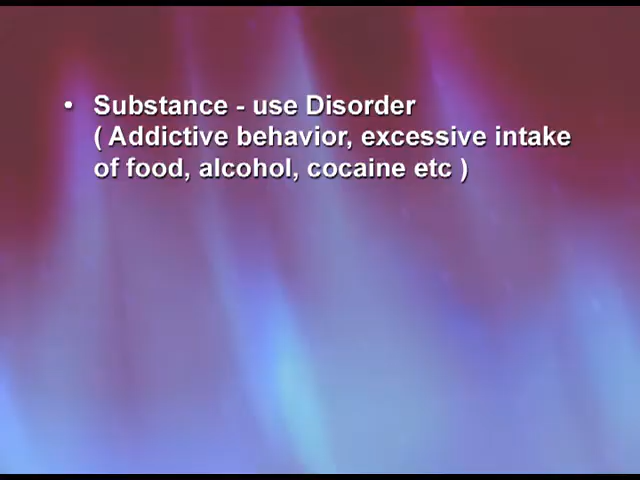 • Substance - use Disorder
( Addictive behavior, excessive intake
of food, alcohol, cocaine etc )